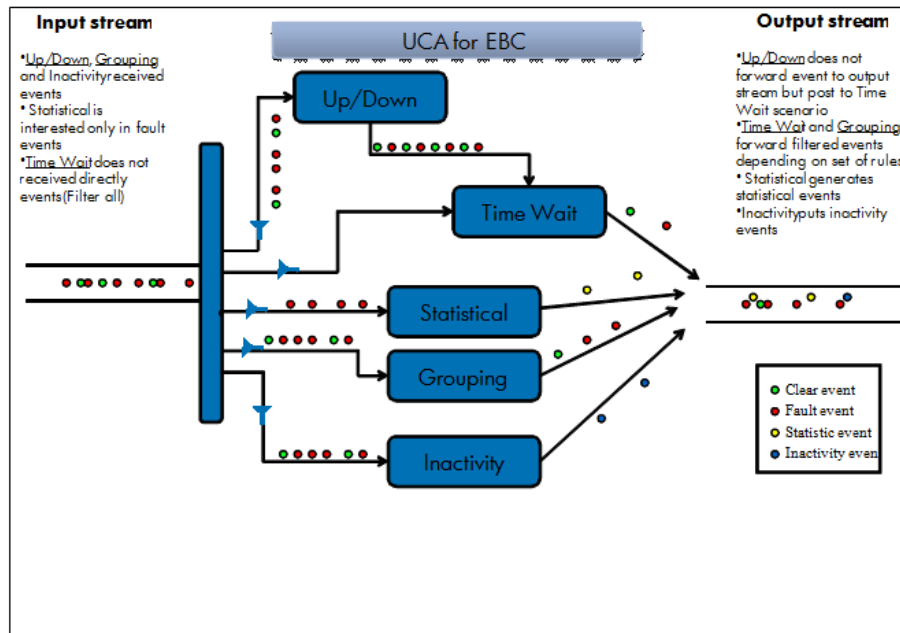 Input stream
•Up/Down, Grouping
and Inactivityreceived
events
• Statistical is
interested only in fault
events
•Time Wait does not
received directly
events(Filter all)
UCA for EBC
Output stream
•Up/Down does not
forward event to output
stream but post to Time
Wait scenario
•Time Wait and Grouping
forward filtered events
depending on set of rules
• Statistical generates
statistical events
•Inactivityputs inactivity
events
Up/Down
Time Wait
Statistical
Grouping
Inactivity
Clear event
Fault event
Statistic event
Inactivity even